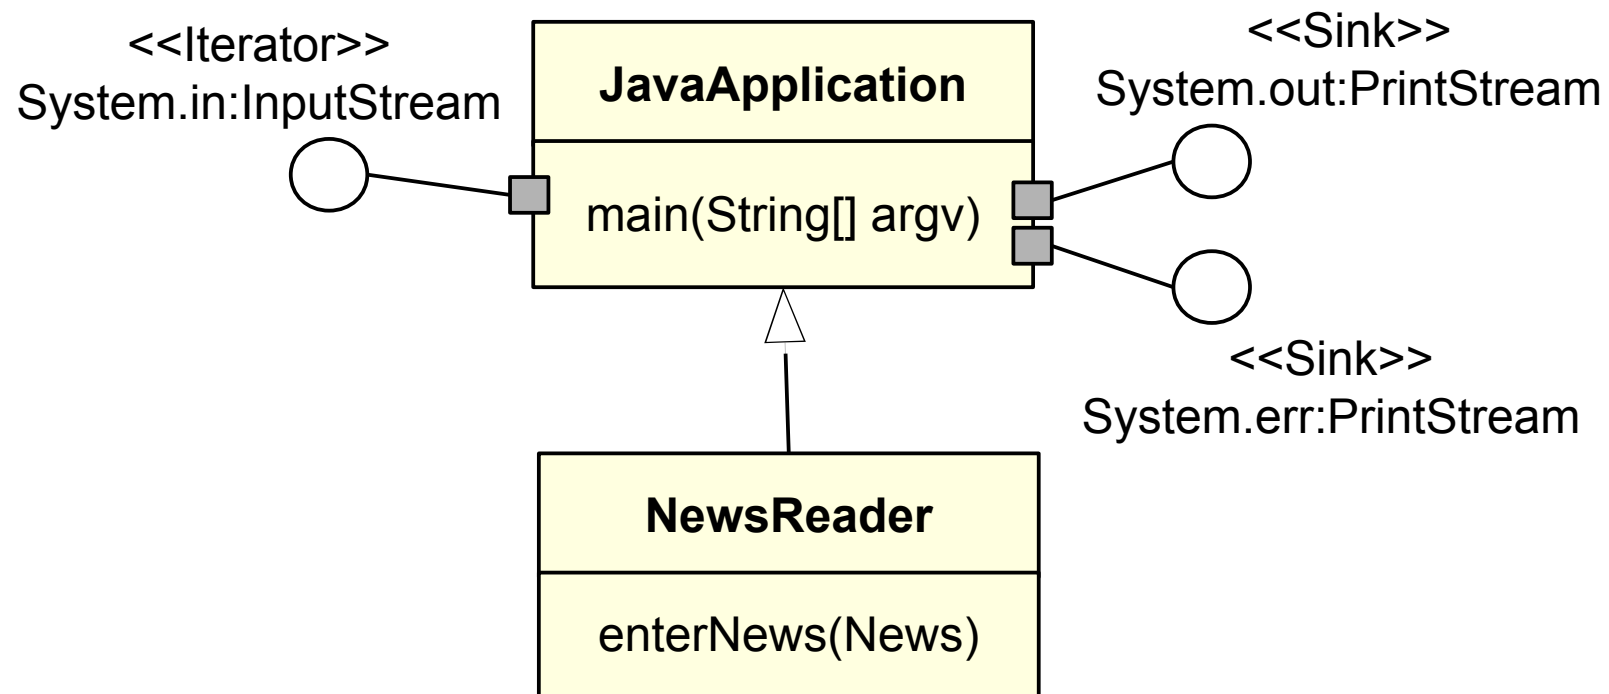 <<Iterator>>
System.in:InputStream
JavaApplication
main(String[] argv)
<<Sink>>
System.out:PrintStream
<<Sink>>
System.err:PrintStream
NewsReader
enterNews(News)